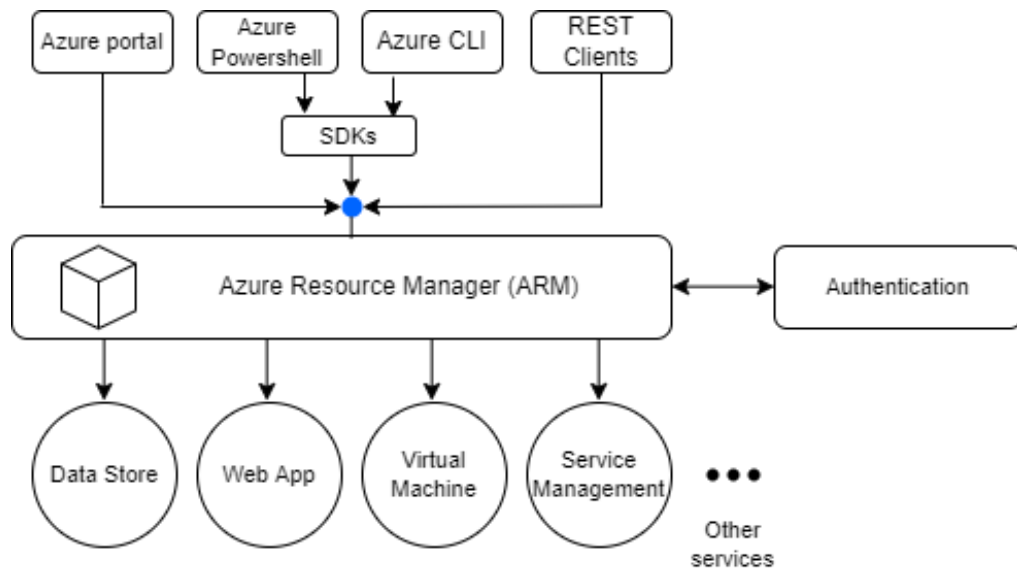 Azure portal
Azure
Powershell
Azure CLI
REST
Clients
SDKs
Azure Resource Manager (ARM)
Authentication
Data Store
Web App
Virtual
Machine
Service
Management
Other
services